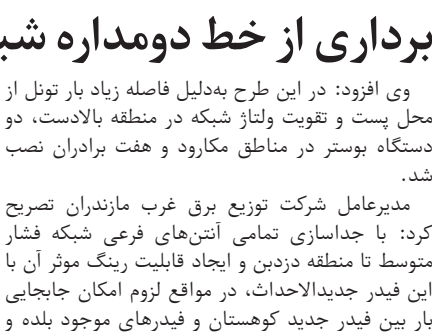 برداری از خط دومداره شب
وی افزود: در این طرح به‌دلیل فاصله زیاد بار تونل از
محل پست و تقویت ولتاژ شبکه در منطقه بالادست، دو
دستگاه بوستر در مناطق مکارود و هفت برادران نصب
شد.
مدیرعامل شرکت توزیع برق غرب مازندران تصریح
کرد: با جداسازی تمامی آنتن‌های فرعی شبکه فشار
متوسط تا منطقه دزدبن و ایجاد قابلیت رینگ موثر آن با
این فیدر جدیدالاحداث، در مواقع لزوم امکان جابجایی
بار بین فیدر جدید کوهستان و فیدرهای موجود بلده و